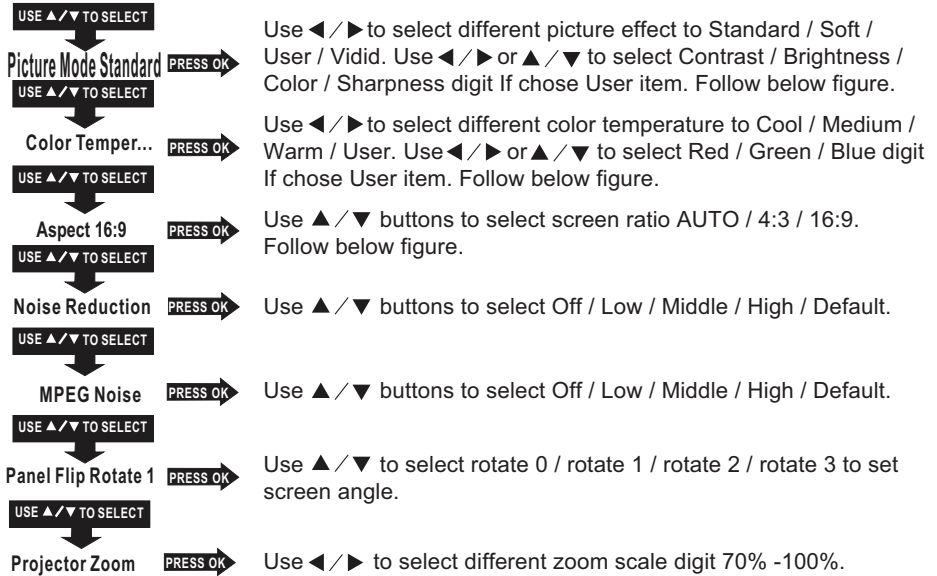 USE ▲/▼ TO SELECT
Picture Mode Standard PRESS OK
Use ◀/▶ to select different picture effect to Standard / Soft /
User / Vidid. Use ◀/▶ or ▲/▼ to select Contrast / Brightness /
Color / Sharpness digit If chose User item. Follow below figure.
USE ▲/▼ TO SELECT
Color Temper... PRESS OK
Use ◀/▶ to select different color temperature to Cool / Medium /
Warm / User. Use ◀/▶ or ▲/▼ to select Red / Green / Blue digit
If chose User item. Follow below figure.
USE ▲/▼ TO SELECT
Aspect 16:9 PRESS OK
Use ▲/▼ buttons to select screen ratio AUTO / 4:3 / 16:9.
Follow below figure.
USE ▲/▼ TO SELECT
Noise Reduction PRESS OK
Use ▲/▼ buttons to select Off / Low / Middle / High / Default.
USE ▲/▼ TO SELECT
MPEG Noise PRESS OK
Use ▲/▼ buttons to select Off / Low / Middle / High / Default.
USE ▲/▼ TO SELECT
Panel Flip Rotate 1 PRESS OK
Use ▲/▼ to select rotate 0 / rotate 1 / rotate 2 / rotate 3 to set
screen angle.
USE ▲/▼ TO SELECT
Projector Zoom PRESS OK
Use ◀/▶ to select different zoom scale digit 70% -100%.